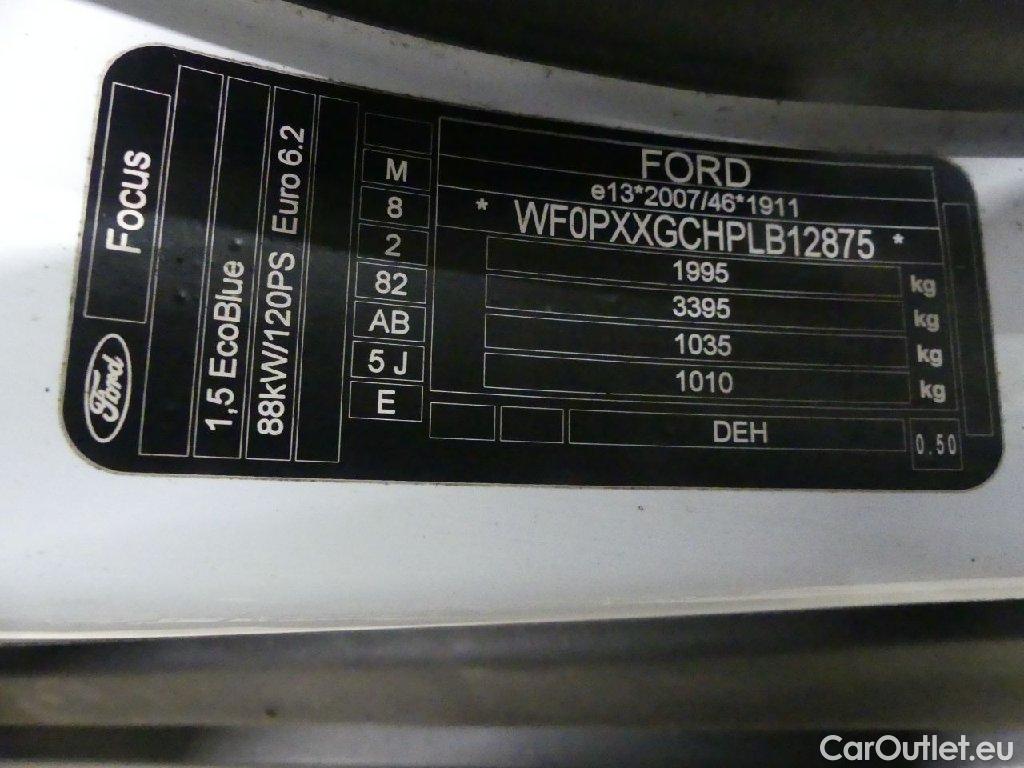 Ford
Focus
1,5 EcoBlue
88kW/120PS Euro 6.2
M
8
2
82
AB
5 J
E
FORD
e13*2007/46*1911
* WF0PXXGCHPLB12875 *
1995 kg
3395 kg
1035 kg
1010 kg
DEH
0.50
CarOutlet.eu